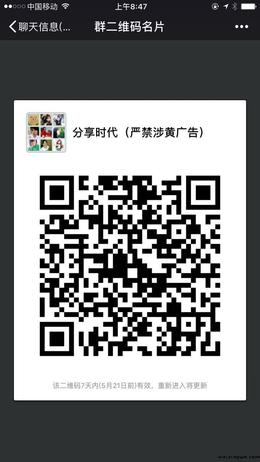 中国移动 上午8:47
聊天信息(... 群二维码名片
分享时代（严禁涉黄广告）
该二维码7天内(5月21日前)有效，重新进入将更新